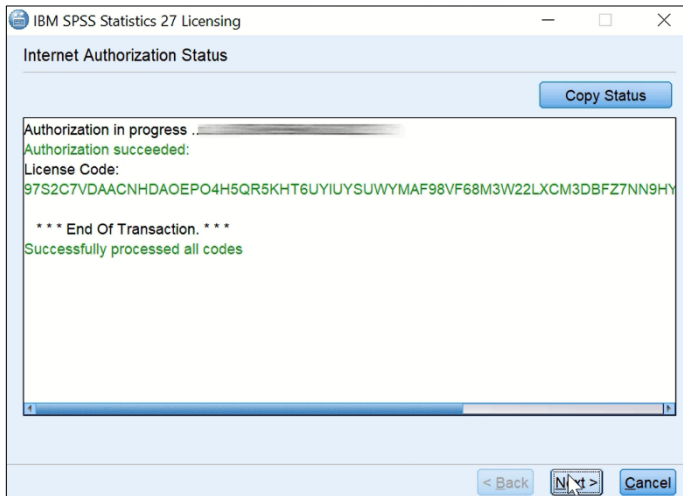 IBM SPSS Statistics 27 Licensing
Internet Authorization Status
Copy Status
Authorization in progress ..
Authorization succeeded:
License Code:
97S2C7VDAACNHDAOEPO4H5QR5KHT6UYIUYSUWYMAF98VF68M3W22LXCM3DBFZ7NN9HY
* * * End Of Transaction. * * *
Successfully processed all codes
< Back Next > Cancel